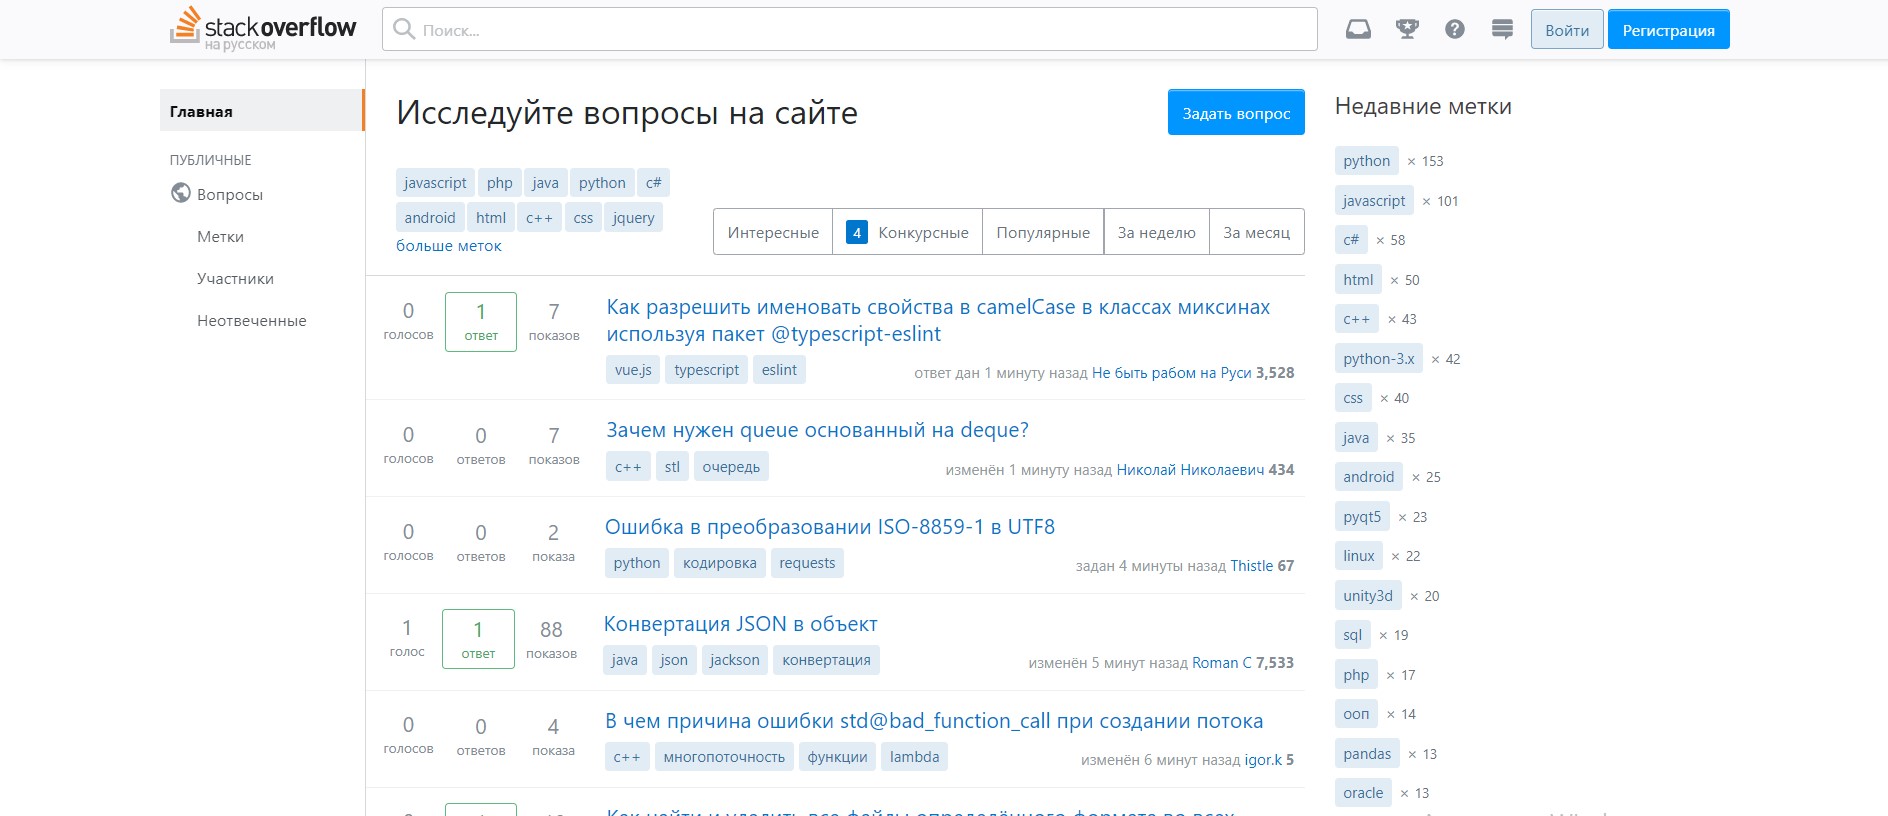 stackoverflow
на русском
Поиск...
Войти
Регистрация
Главная
ПУБЛИЧНЫЕ
Вопросы
Метки
Участники
Неотвеченные
Исследуйте вопросы на сайте
Задать вопрос
javascript php java python c#
android html c++ css jquery
больше меток
Интересные 4 Конкурсные Популярные За неделю За месяц
0 1 7
голосов ответ показов
Как разрешить именовать свойства в camelCase в классах миксинах
используя пакет @typescript-eslint
vue.js typescript eslint
ответ дан 1 минуту назад Не быть рабом на Руси 3,528
0 0 7
голосов ответов показов
Зачем нужен queue основанный на deque?
c++ stl очередь
изменён 1 минуту назад Николай Николаевич 434
0 0 2
голосов ответов показа
Ошибка в преобразовании ISO-8859-1 в UTF8
python кодировка requests
задан 4 минуты назад Thistle 67
1 1 88
голос ответ показов
Конвертация JSON в объект
java json jackson конвертация
изменён 5 минут назад Roman C 7,533
0 0 4
голосов ответов показа
В чем причина ошибки std@bad_function_call при создании потока
c++ многопоточность функции lambda
изменён 6 минут назад igor.k 5
Как найти и удалить все файлы определённого формата во всех
Недавние метки
python × 153
javascript × 101
c# × 58
html × 50
c++ × 43
python-3.x × 42
css × 40
java × 35
android × 25
pyqt5 × 23
linux × 22
unity3d × 20
sql × 19
php × 17
ооп × 14
pandas × 13
oracle × 13